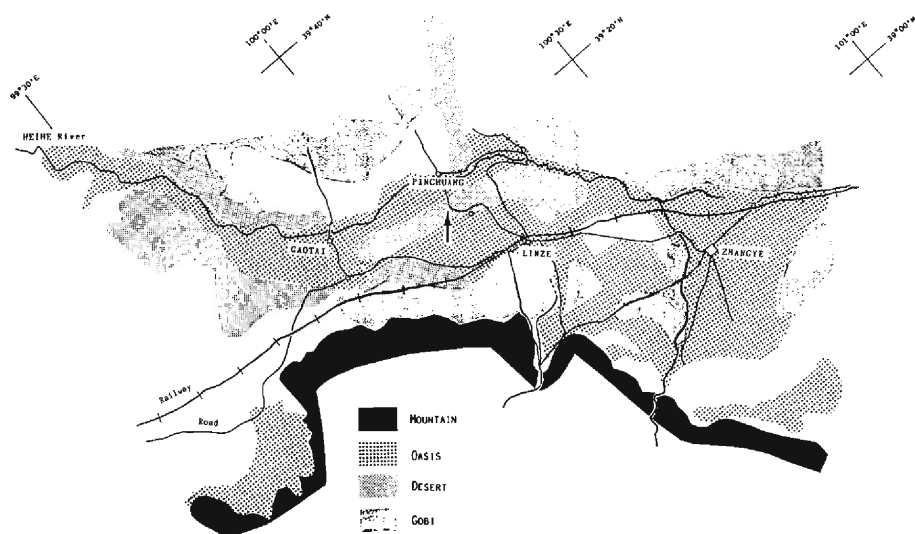 100°00'E
39°40'N
100°30'E
39°20'N
101°00'E
39°00'N
99°30'E
HEIHE River
PINCHUANG
GAOTAI
LINZE
ZHANGYE
Railway
Road
MOUNTAIN
OASIS
DESERT
GOBI